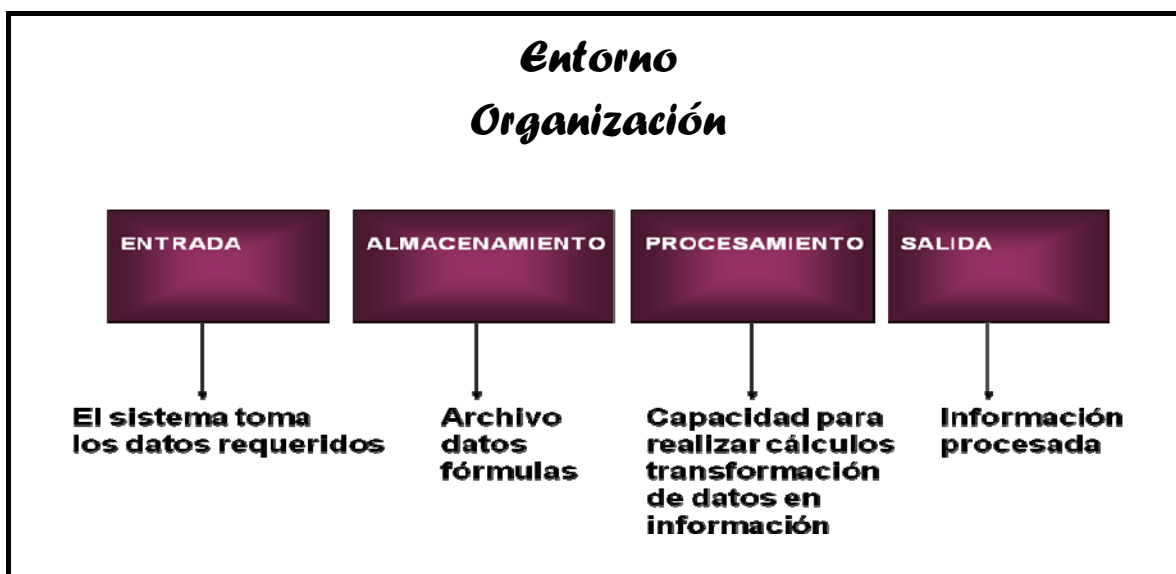 Entorno
Organización
ENTRADA
ALMACENAMIENTO
PROCESAMIENTO
SALIDA
El sistema toma
los datos requeridos
Archivo
datos
fórmulas
Capacidad para
realizar cálculos
transformación
de datos en
información
Información
procesada